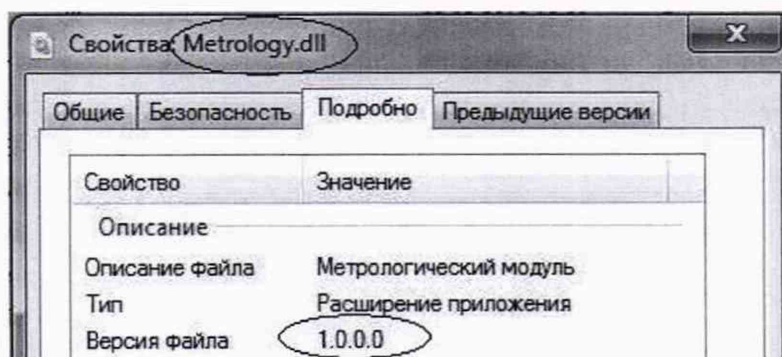 Свойства: Metrology.dll
Общие Безопасность Подробно Предыдущие версии
Свойство Значение
Описание
Описание файла Метрологический модуль
Тип Расширение приложения
Версия файла 1.0.0.0